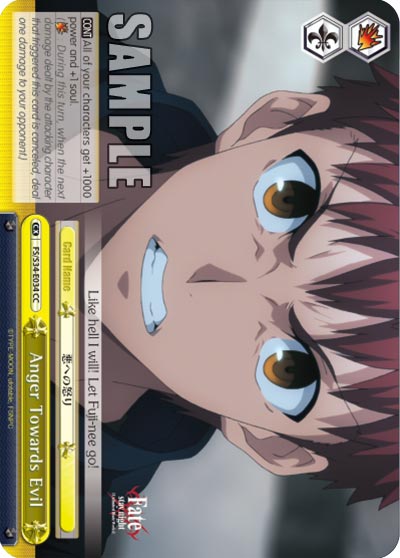 SAMPLE
CONT All of your characters get +1000
power and +1 soul.
( During this turn, when the next
damage dealt by the attacking character
that triggered this card is canceled, deal
one damage to your opponent.)
Like hell I will! Let Fuji-nee go!
Card Name
悪への怒り
CX FS/S34-E034 CC
Anger Towards Evil
©TYPE-MOON, ufotable, FSNPC
Fate
stay night